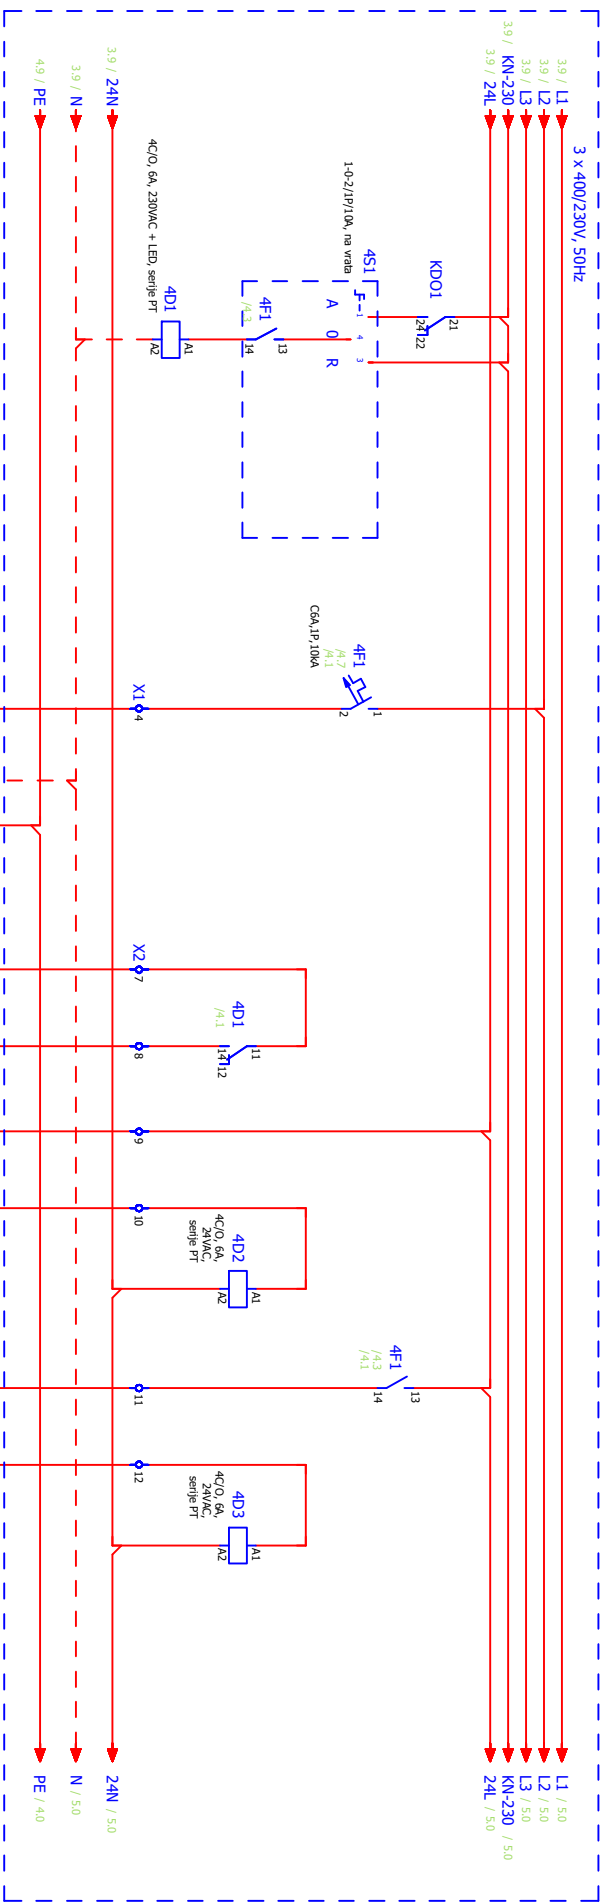 3 x 400/230V, 50Hz
3.9 / L1
3.9 / L2
3.9 / L3
3.9 / KN-230
3.9 / 24L
3.9 / 24N
3.9 / N
4.9 / PE
KDO1
21
24
22
4S1
1-0-2/1P/10A, na vrata
1
4
3
A 0 R
4F1
/4.3
13
14
4D1
4C/O, 6A, 230VAC + LED, serije PT
A1
A2
4F1
/4.7
/4.1
C6A,1P,10kA
1
2
X1
4
X2
7
4D1
/4.1
11
14
12
8
9
10
4D2
4C/O, 6A,
24VAC,
serije PT
A1
A2
4F1
/4.3
/4.1
13
14
11
12
4D3
4C/O, 6A,
24VAC,
serije PT
A1
A2
L1 / 5.0
L2 / 5.0
L3 / 5.0
KN-230 / 5.0
24L / 5.0
24N / 5.0
N / 5.0
PE / 4.0